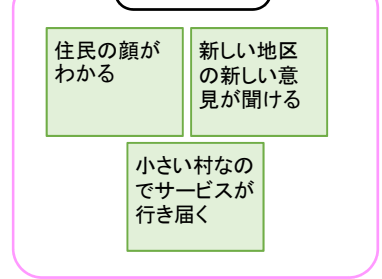 住民の顔が
わかる
新しい地区
の新しい意
見が聞ける
小さい村なの
でサービスが
行き届く